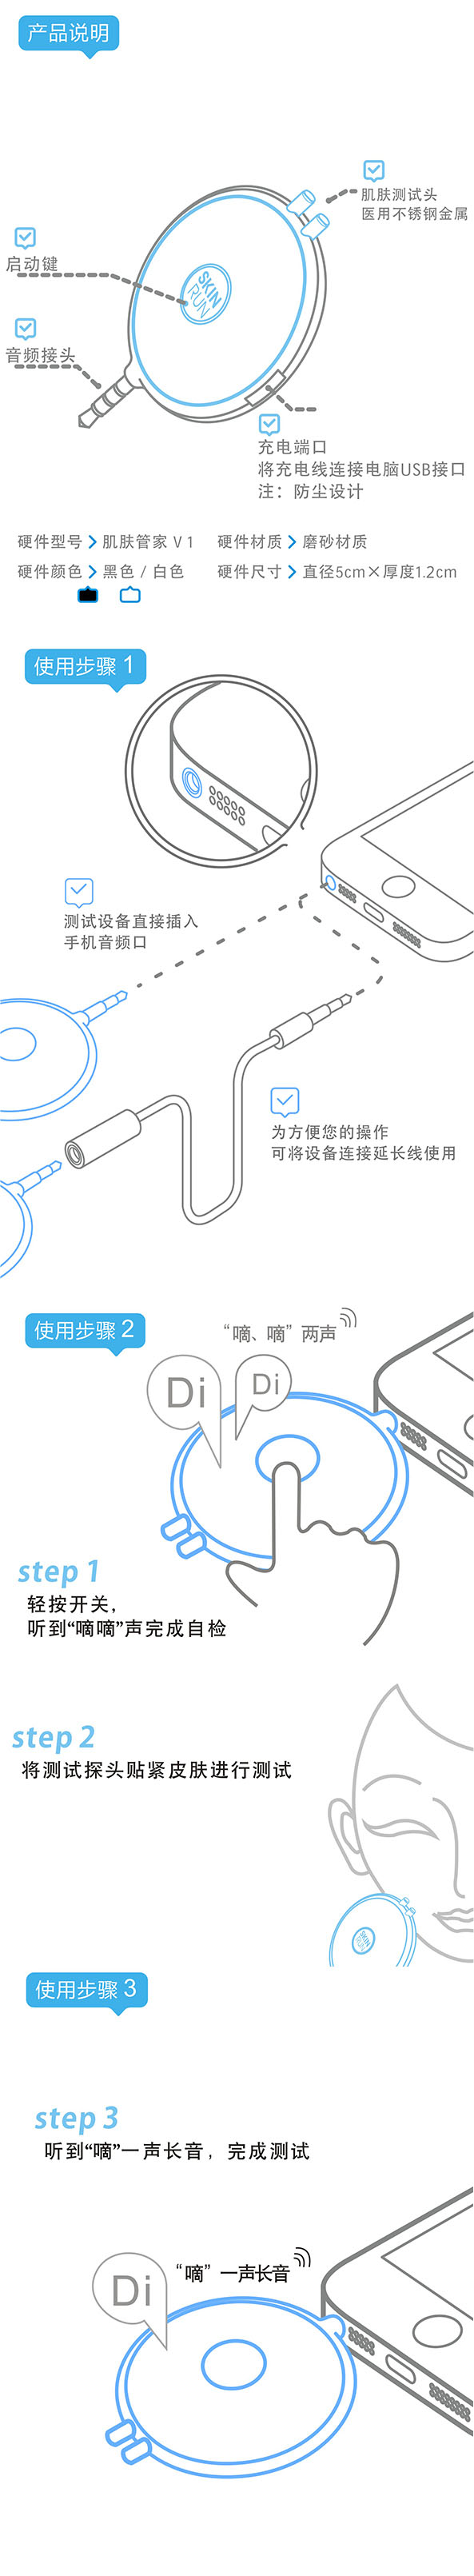 产品说明
肌肤测试头
医用不锈钢金属
启动键
SKIN
RUN
音频接头
充电端口
将充电线连接电脑USB接口
注：防尘设计
硬件型号 肌肤管家 V 1 硬件材质 磨砂材质
硬件颜色 黑色 / 白色 硬件尺寸 直径5cm×厚度1.2cm
使用步骤 1
测试设备直接插入
手机音频口
为方便您的操作
可将设备连接延长线使用
使用步骤 2
“嘀、嘀” 两声
Di
Di
step 1
轻按开关,
听到“嘀嘀”声完成自检
step 2
将测试探头贴紧皮肤进行测试
SKIN
RUN
使用步骤 3
step 3
听到“嘀”一声长音，完成测试
“嘀” 一声长音
Di